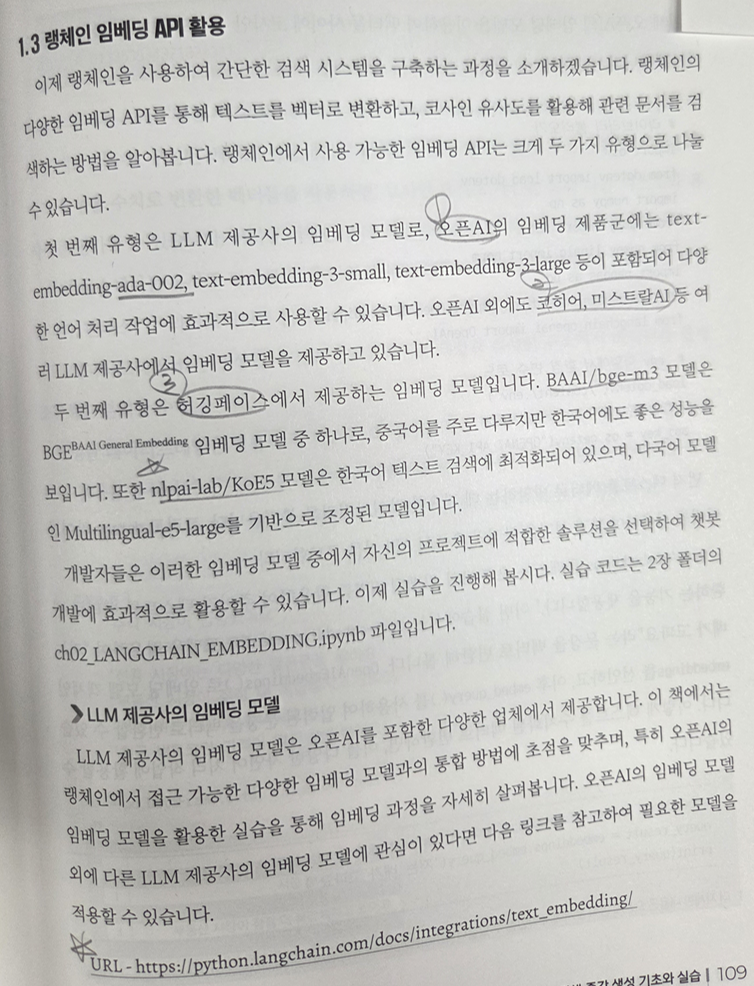 1.3 랭체인 임베딩 API 활용
이제 랭체인을 사용하여 간단한 검색 시스템을 구축하는 과정을 소개하겠습니다. 랭체인의
다양한 임베딩 API를 통해 텍스트를 벡터로 변환하고, 코사인 유사도를 활용해 관련 문서를 검
색하는 방법을 알아봅니다. 랭체인에서 사용 가능한 임베딩 API는 크게 두 가지 유형으로 나눌
수 있습니다.
①
첫 번째 유형은 LLM 제공사의 임베딩 모델로, 오픈AI의 임베딩 제품군에는 text-
embedding-ada-002, text-embedding-3-small, text-embedding-3-large 등이 포함되어 다양
②
한 언어 처리 작업에 효과적으로 사용할 수 있습니다. 오픈AI 외에도 코히어, 미스트랄AI 등 여
러 LLM 제공사에서 임베딩 모델을 제공하고 있습니다.
③
두 번째 유형은 허깅페이스에서 제공하는 임베딩 모델입니다. BAAI/bge-m3 모델은
BGE BAAI General Embedding 임베딩 모델 중 하나로, 중국어를 주로 다루지만 한국어에도 좋은 성능을
보입니다. 또한 nlpai-lab/KoE5 모델은 한국어 텍스트 검색에 최적화되어 있으며, 다국어 모델
인 Multilingual-e5-large를 기반으로 조정된 모델입니다.
개발자들은 이러한 임베딩 모델 중에서 자신의 프로젝트에 적합한 솔루션을 선택하여 챗봇
개발에 효과적으로 활용할 수 있습니다. 이제 실습을 진행해 봅시다. 실습 코드는 2장 폴더의
ch02_LANGCHAIN_EMBEDDING.ipynb 파일입니다.
❯LLM 제공사의 임베딩 모델
LLM 제공사의 임베딩 모델은 오픈AI를 포함한 다양한 업체에서 제공합니다. 이 책에서는
랭체인에서 접근 가능한 다양한 임베딩 모델과의 통합 방법에 초점을 맞추며, 특히 오픈AI의
임베딩 모델을 활용한 실습을 통해 임베딩 과정을 자세히 살펴봅니다. 오픈AI의 임베딩 모델
외에 다른 LLM 제공사의 임베딩 모델에 관심이 있다면 다음 링크를 참고하여 필요한 모델을
적용할 수 있습니다.
URL - https://python.langchain.com/docs/integrations/text_embedding/
생성 기초와 실습 | 109